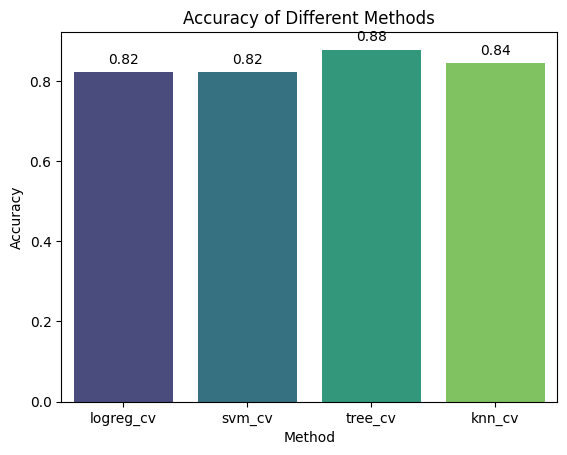 Accuracy of Different Methods
0.82
0.82
0.88
0.84
0.8
0.6
0.4
0.2
0.0
Accuracy
logreg_cv
svm_cv
tree_cv
knn_cv
Method